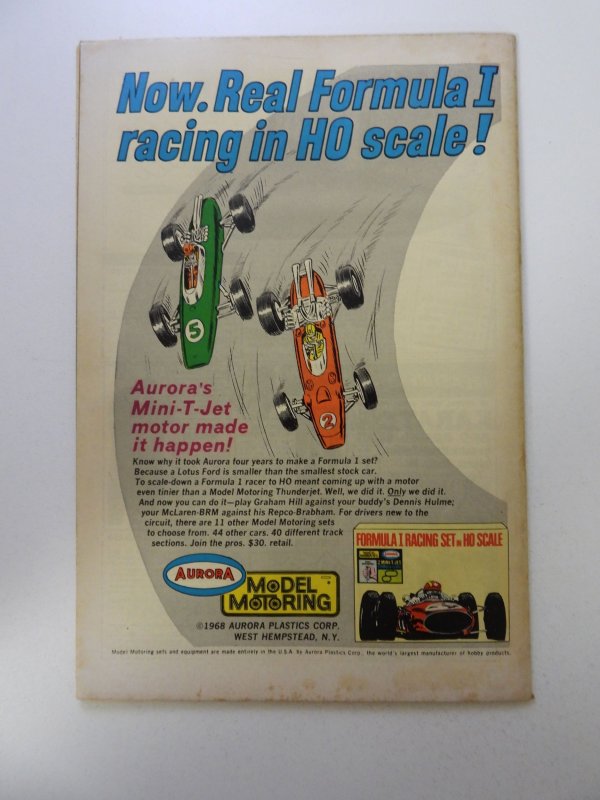 Now. Real Formula I
racing in HO scale!
5
2
Aurora's
Mini-T-Jet
motor made
it happen!
Know why it took Aurora four years to make a Formula 1 set?
Because a Lotus Ford is smaller than the smallest stock car.
To scale-down a Formula 1 racer to HO meant coming up with a motor
even tinier than a Model Motoring Thunderjet. Well, we did it. Only we did it.
And now you can do it—play Graham Hill against your buddy's Dennis Hulme;
your McLaren-BRM against his Repco-Brabham. For drivers new to the
circuit, there are 11 other Model Motoring sets
to choose from. 44 other cars. 40 different track
sections. Join the pros. $30. retail.
FORMULA I RACING SET IN HO SCALE
AURORA
MODEL
MOTORING
©1968 AURORA PLASTICS CORP.
WEST HEMPSTEAD, N.Y.
Model Motoring sets and equipment are made entirely in the U.S.A. by Aurora Plastics Corp., the world's largest manufacturer of hobby products.